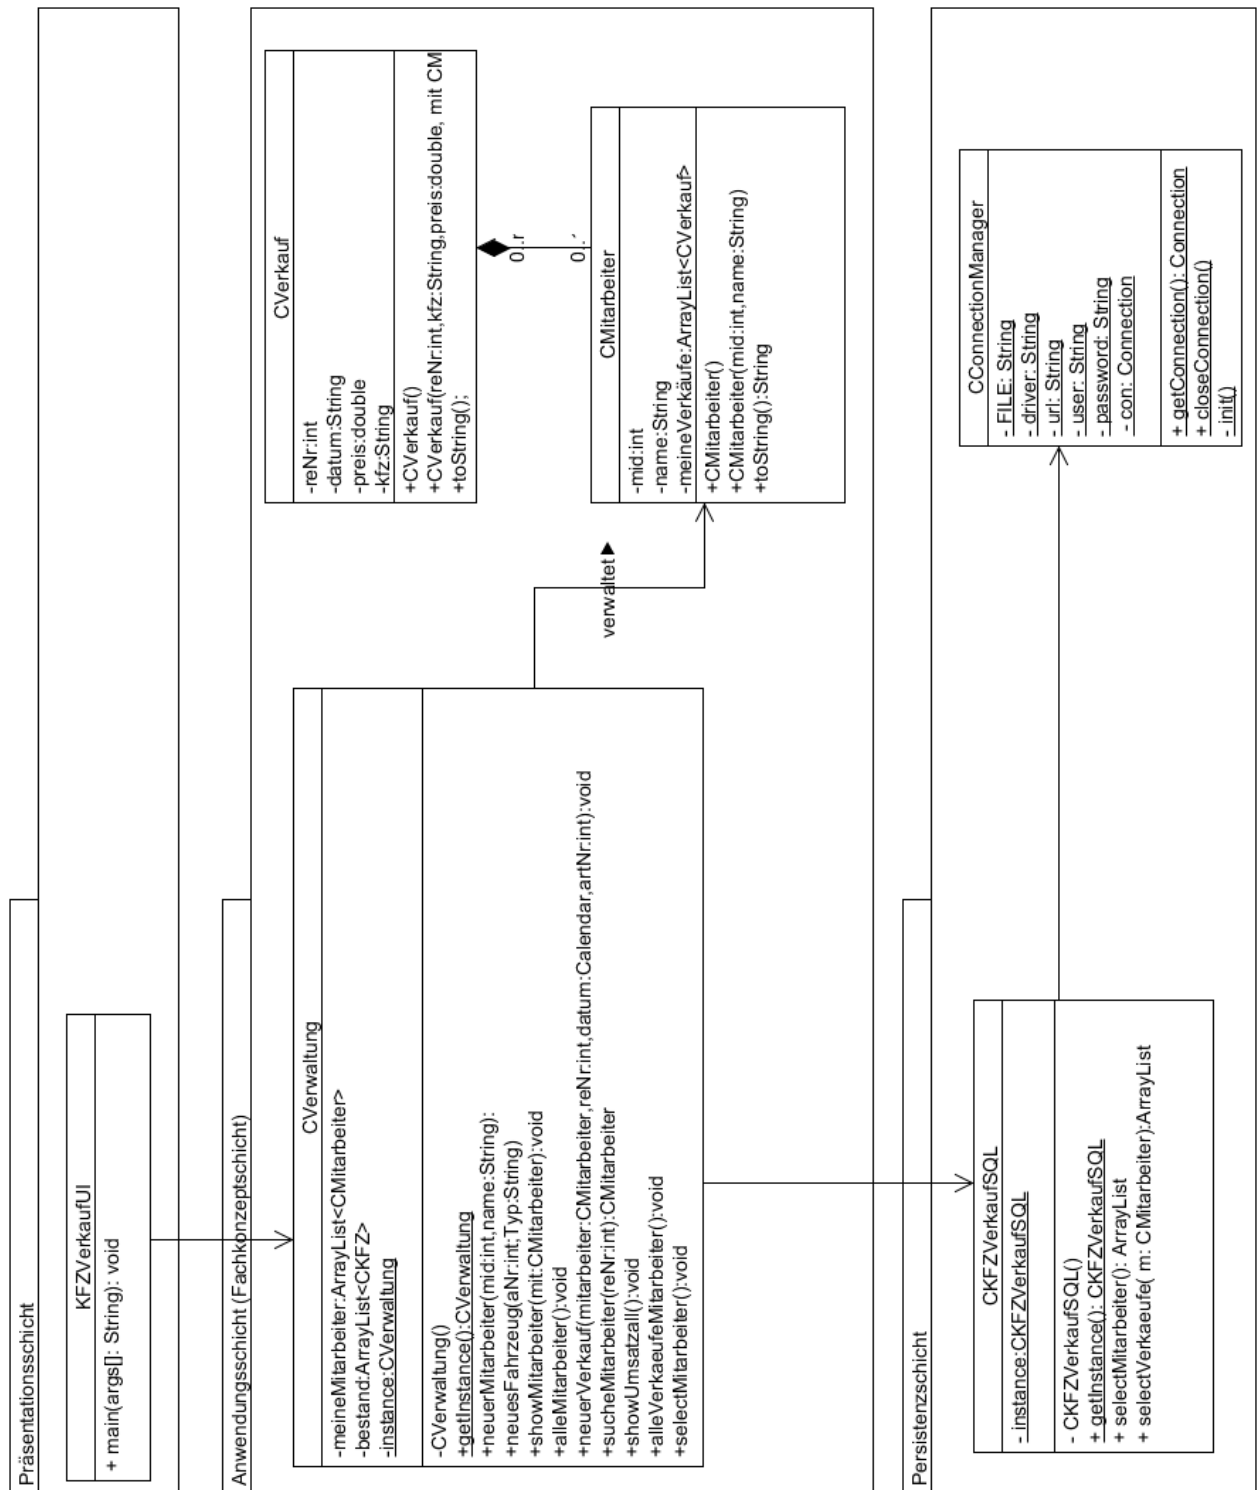 Präsentationsschicht
KFZVerkaufUI
+ main(args[]: String): void
Anwendungsschicht (Fachkonzeptschicht)
CVerwaltung
-meineMitarbeiter:ArrayList<CMitarbeiter>
-bestand:ArrayList<CKFZ>
-instance:CVerwaltung
-CVerwaltung()
+getInstance():CVerwaltung
+neuerMitarbeiter(mid:int,name:String):
+neuesFahrzeug(aNr:int;Typ:String)
+showMitarbeiter(mit:CMitarbeiter):void
+alleMitarbeiter():void
+neuerVerkauf(mitarbeiter:CMitarbeiter,reNr:int,datum:Calendar,artNr:int):void
+sucheMitarbeiter(reNr:int):CMitarbeiter
+showUmsatzall():void
+alleVerkaeufeMitarbeiter():void
+selectMitarbeiter():void
verwaltet
CVerkauf
-reNr:int
-datum:String
-preis:double
-kfz:String
+CVerkauf()
+CVerkauf(reNr:int,kfz:String,preis:double, mit CM
+toString();
0..r
0..
CMitarbeiter
-mid:int
-name:String
-meineVerkäufe:ArrayList<CVerkauf>
+CMitarbeiter()
+CMitarbeiter(mid:int,name:String)
+toString():String
Persistenzschicht
CKFZVerkaufSQL
- instance:CKFZVerkaufSQL
- CKFZVerkaufSQL()
+ getInstance(): CKFZVerkaufSQL
+ selectMitarbeiter(): ArrayList
+ selectVerkaeufe( m: CMitarbeiter):ArrayList
CConnectionManager
- FILE: String
- driver: String
- url: String
- user: String
- password: String
- con: Connection
+ getConnection(): Connection
+ closeConnection()
- init()